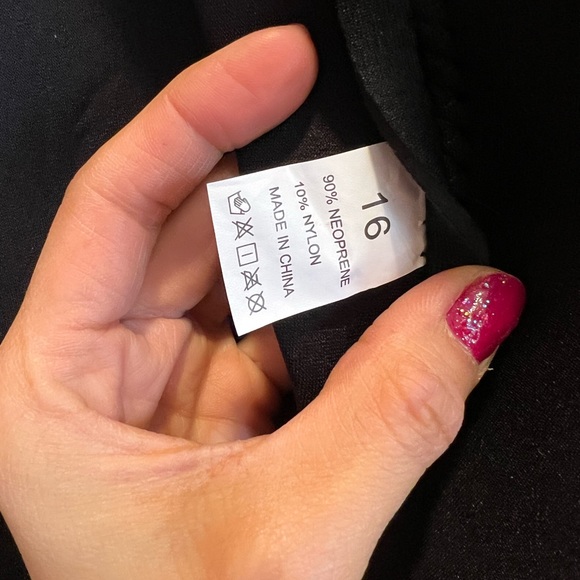 16
90% NEOPRENE
10% NYLON
MADE IN CHINA